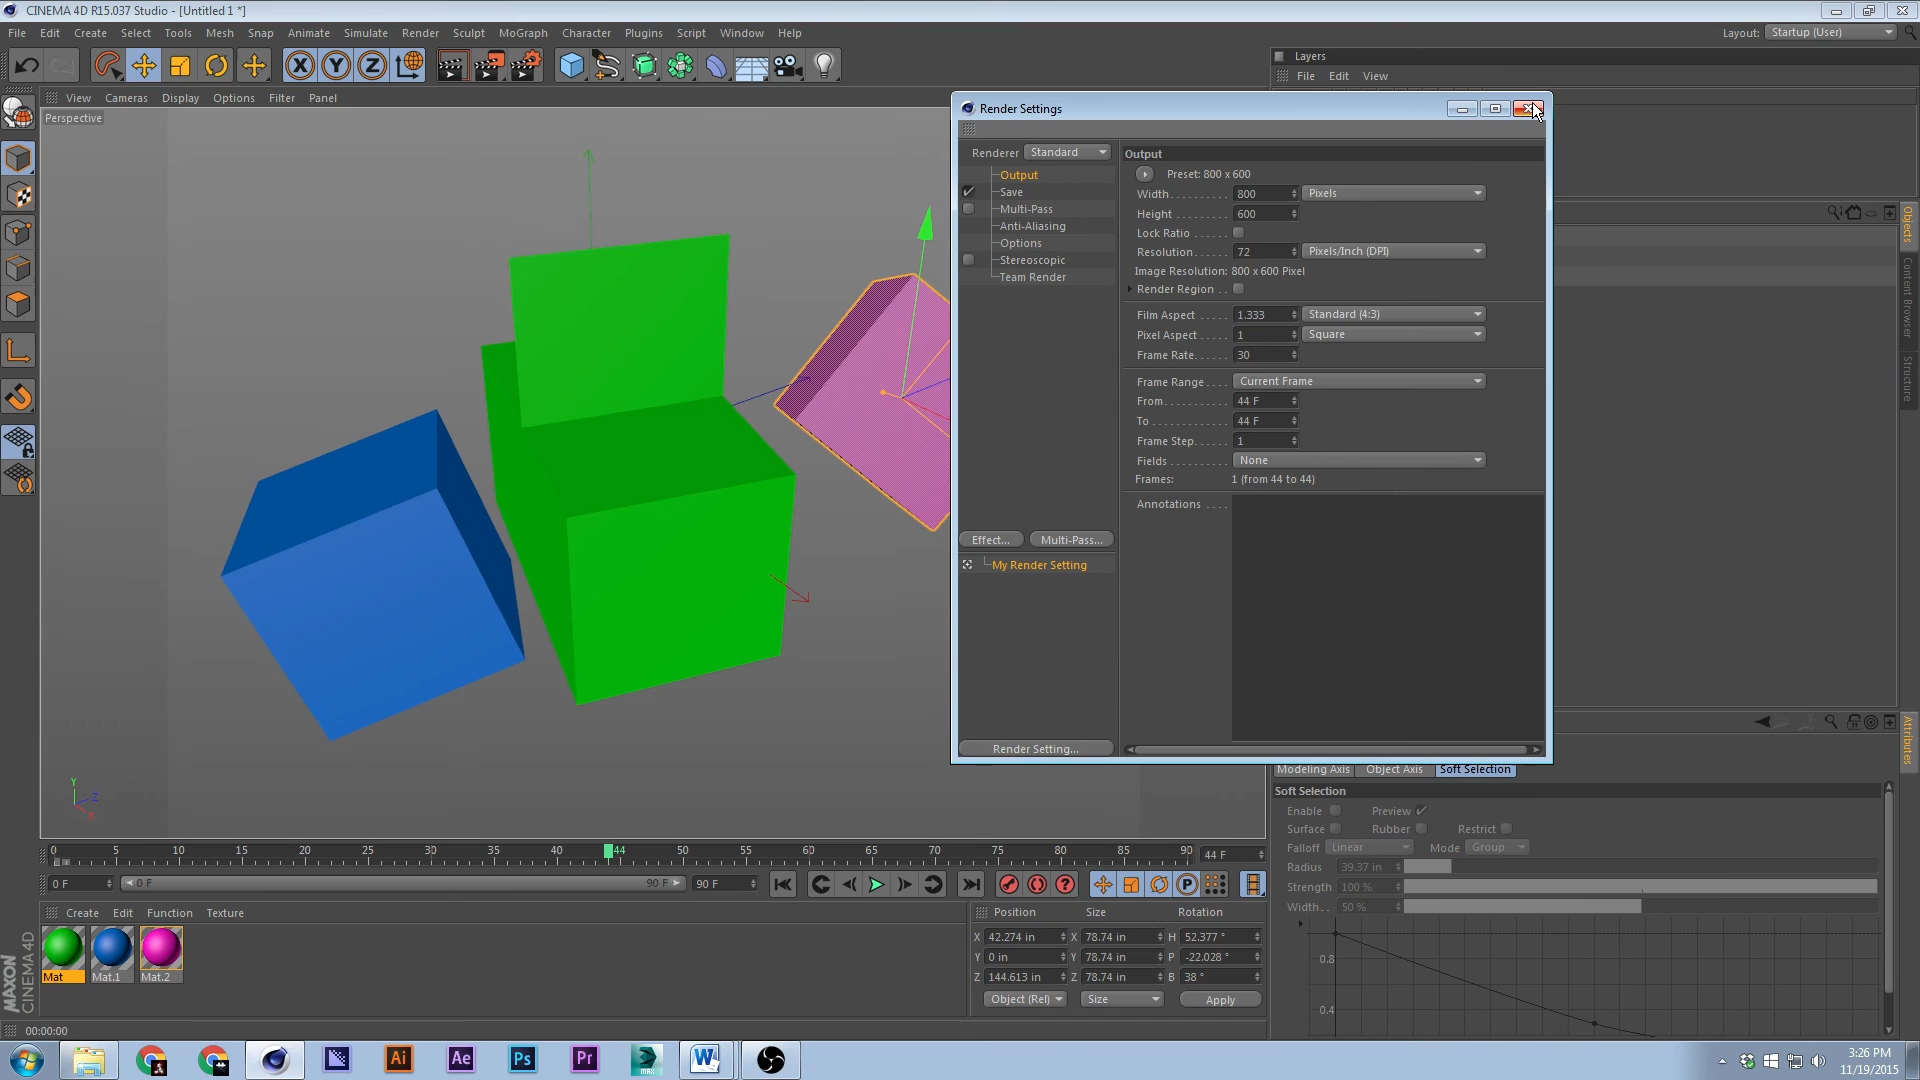 CINEMA 4D R15.037 Studio - [Untitled 1 *]
File Edit Create Select Tools Mesh Snap Animate Simulate Render Sculpt MoGraph Character Plugins Script Window Help Layout: Startup (User)
Layers
File Edit View
View Cameras Display Options Filter Panel
Perspective
Render Settings
Renderer Standard
Output
Save
Multi-Pass
Anti-Aliasing
Options
Stereoscopic
Team Render
Effect... Multi-Pass...
My Render Setting
Render Setting...
Output
Preset: 800 x 600
Width 800 Pixels
Height 600
Lock Ratio
Resolution 72 Pixels/Inch (DPI)
Image Resolution: 800 x 600 Pixel
Render Region
Film Aspect 1.333 Standard (4:3)
Pixel Aspect 1 Square
Frame Rate 30
Frame Range Current Frame
From 44 F
To 44 F
Frame Step 1
Fields None
Frames: 1 (from 44 to 44)
Annotations
Objects
Content Browser
Structure
Attributes
Modeling Axis Object Axis Soft Selection
Soft Selection
Enable Preview
Surface Rubber Restrict
Falloff Linear Mode Group
Radius 39.37 in
Strength 100 %
Width 50 %
0.8
0.4
Y
Z
X
0 5 10 15 20 25 30 35 40 44 50 55 60 65 70 75 80 85 90 44 F
0 F 0 F 90 F 90 F
Create Edit Function Texture
Mat Mat.1 Mat.2
Position Size Rotation
X 42.274 in X 78.74 in H 52.377 °
Y 0 in Y 78.74 in P -22.028 °
Z 144.613 in Z 78.74 in B 38 °
Object (Rel) Size Apply
MAXON
CINEMA 4D
00:00:00
Ai Ae Ps Pr MAX W
3:26 PM
11/19/2015